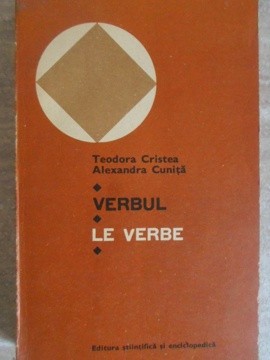 Teodora Cristea
Alexandra Cuniță
VERBUL
LE VERBE
Editura științifică și enciclopedică